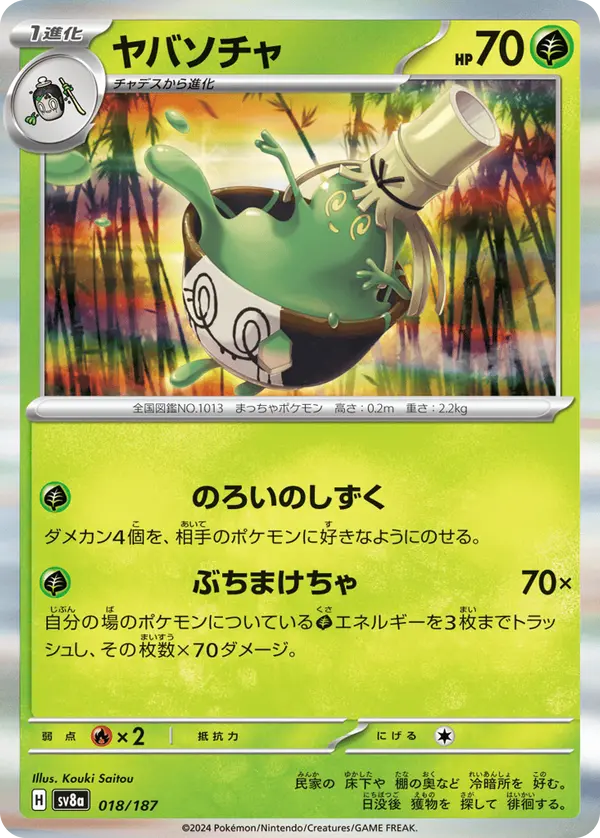 1進化
ヤバソチャ
HP70
チャデスから進化
全国図鑑NO.1013 まっちゃポケモン 高さ:0.2m 重さ:2.2kg
のろいのしずく
ダメカン4個を、相手のポケモンに好きなようにのせる。
ぶちまけちゃ 70×
自分の場のポケモンについているエネルギーを3枚までトラッ
シュし、その枚数×70ダメージ。
弱点 ×2 抵抗力 にげる
Illus. Kouki Saitou
民家の 床下や 棚の奥など 冷暗所を 好む。
H sv8a 018/187
日没後 獲物を 探して 徘徊する。
©2024 Pokémon/Nintendo/Creatures/GAME FREAK.